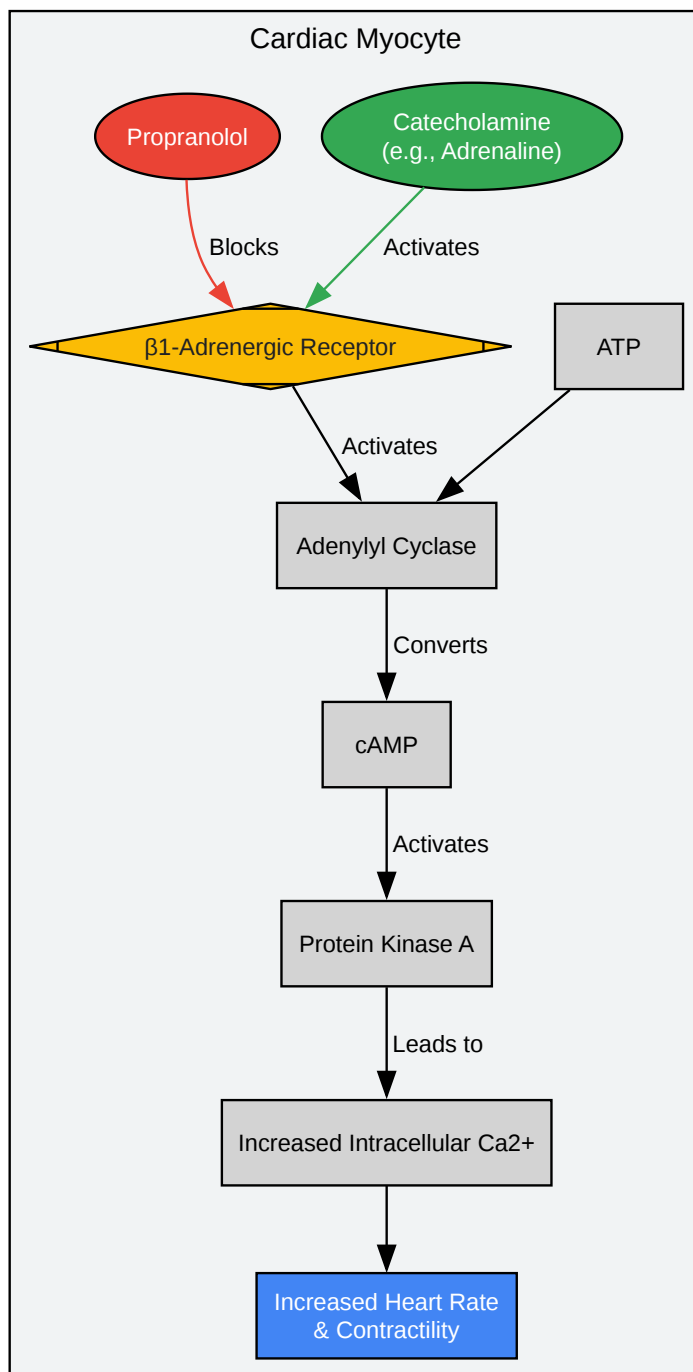 Cardiac Myocyte
Propranolol
Catecholamine
(e.g., Adrenaline)
Blocks
Activates
β1-Adrenergic Receptor
ATP
Activates
Adenylyl Cyclase
Converts
cAMP
Activates
Protein Kinase A
Leads to
Increased Intracellular Ca2+
Increased Heart Rate
& Contractility